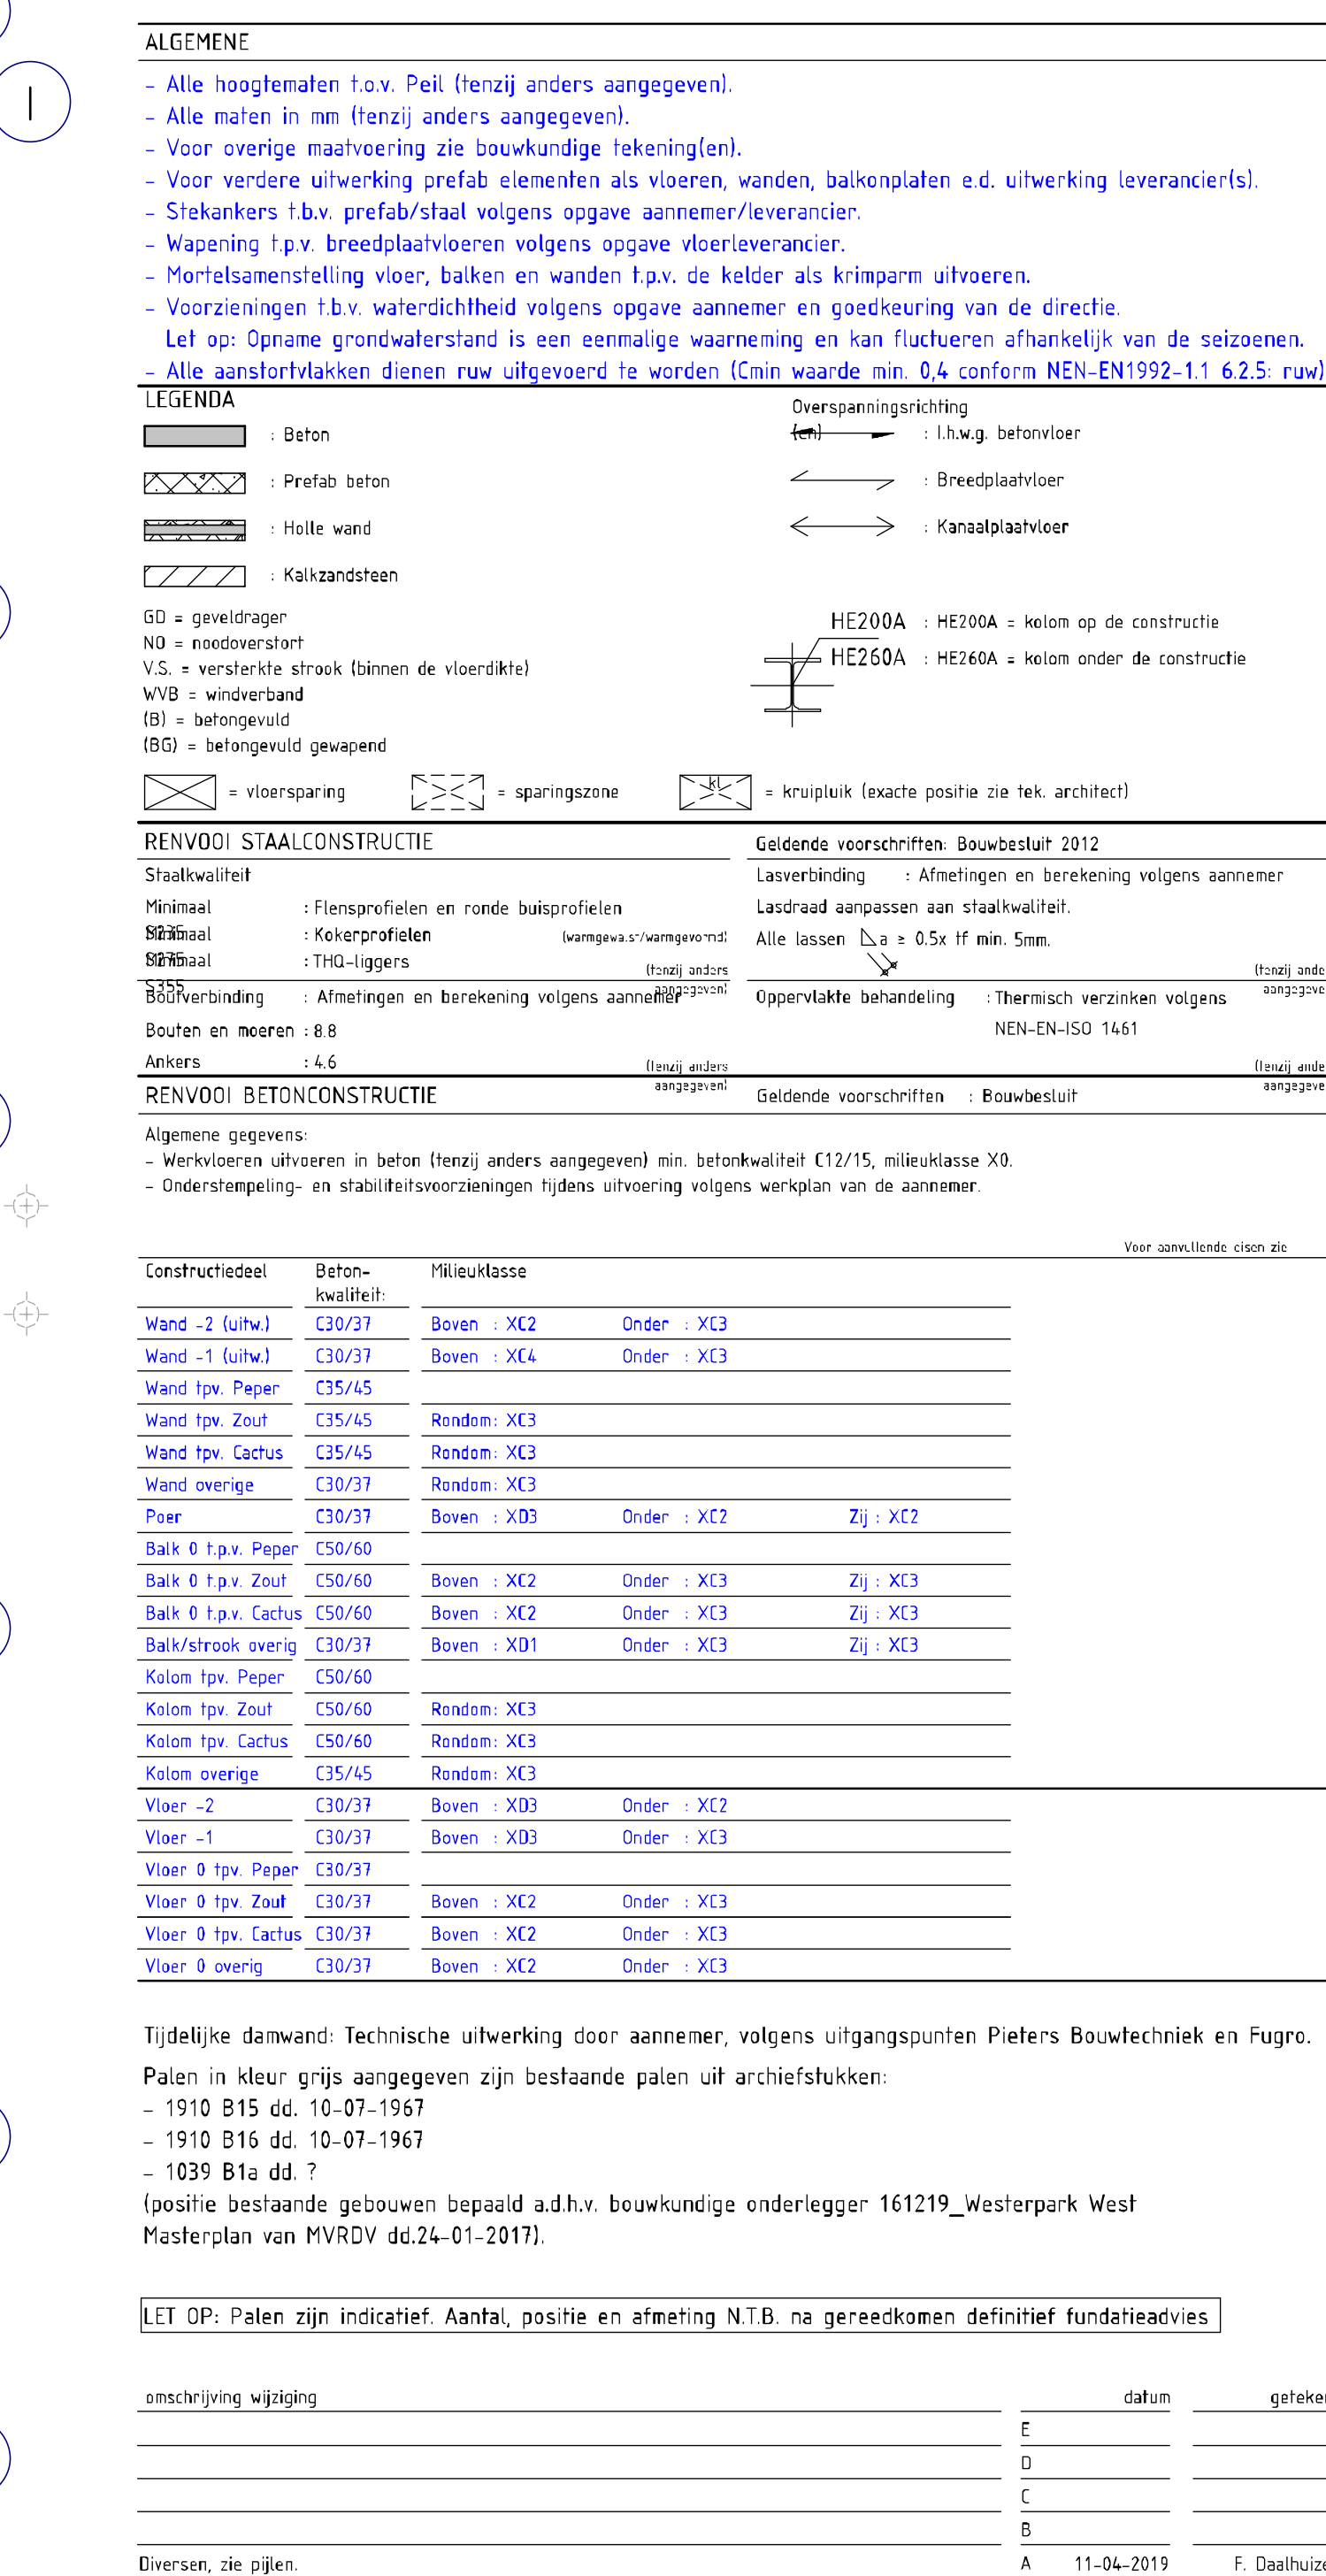 ALGEMENE
- Alle hoogtematen t.o.v. Peil (tenzij anders aangegeven).
- Alle maten in mm (tenzij anders aangegeven).
- Voor overige maatvoering zie bouwkundige tekening(en).
- Voor verdere uitwerking prefab elementen als vloeren, wanden, balkonplaten e.d. uitwerking leverancier(s).
- Stekankers t.b.v. prefab/staal volgens opgave aannemer/leverancier.
- Wapening t.p.v. breedplaatvloeren volgens opgave vloerleverancier.
- Mortelsamenstelling vloer, balken en wanden t.p.v. de kelder als krimparm uitvoeren.
- Voorzieningen t.b.v. waterdichtheid volgens opgave aannemer en goedkeuring van de directie.
Let op: Opname grondwaterstand is een eenmalige waarneming en kan fluctueren afhankelijk van de seizoenen.
- Alle aanstortvlakken dienen ruw uitgevoerd te worden (Cmin waarde min. 0,4 conform NEN-EN1992-1.1 6.2.5: ruw)
LEGENDA
Overspanningsrichting
(en)
: Beton
: I.h.w.g. betonvloer
: Prefab beton
: Breedplaatvloer
: Holle wand
: Kanaalplaatvloer
: Kalkzandsteen
GD = geveldrager
NO = noodoverstort
V.S. = versterkte strook (binnen de vloerdikte)
WVB = windverband
(B) = betongevuld
(BG) = betongevuld gewapend
HE200A : HE200A = kolom op de constructie
HE260A : HE260A = kolom onder de constructie
= vloersparing
= sparingszone
kl
= kruipluik (exacte positie zie tek. architect)
RENVOOI STAALCONSTRUCTIE
Geldende voorschriften: Bouwbesluit 2012
Staalkwaliteit
Lasverbinding : Afmetingen en berekening volgens aannemer
Minimaal S235 : Flensprofielen en ronde buisprofielen
Lasdraad aanpassen aan staalkwaliteit.
Minimaal S275 : Kokerprofielen
Alle lassen a ≥ 0.5x tf min. 5mm.
Minimaal S355 : THQ-liggers
(tenzij anders aangegeven)
Boutverbinding : Afmetingen en berekening volgens aannemer
Oppervlakte behandeling : Thermisch verzinken volgens
NEN-EN-ISO 1461
Bouten en moeren : 8.8
Ankers : 4.6
(tenzij anders aangegeven)
RENVOOI BETONCONSTRUCTIE
Geldende voorschriften : Bouwbesluit
Algemene gegevens:
- Werkvloeren uitvoeren in beton (tenzij anders aangegeven) min. betonkwaliteit C12/15, milieuklasse X0.
- Onderstempeling- en stabiliteitsvoorzieningen tijdens uitvoering volgens werkplan van de aannemer.
Voor aanvullende eisen zie
Constructiedeel Beton- Milieuklasse
kwaliteit:
Wand -2 (uitw.) C30/37 Boven : XC2 Onder : XC3
Wand -1 (uitw.) C30/37 Boven : XC4 Onder : XC3
Wand tpv. Peper C35/45
Wand tpv. Zout C35/45 Rondom: XC3
Wand tpv. Cactus C35/45 Rondom: XC3
Wand overige C30/37 Rondom: XC3
Poer C30/37 Boven : XD3 Onder : XC2 Zij : XC2
Balk 0 t.p.v. Peper C50/60
Balk 0 t.p.v. Zout C50/60 Boven : XC2 Onder : XC3 Zij : XC3
Balk 0 t.p.v. Cactus C50/60 Boven : XC2 Onder : XC3 Zij : XC3
Balk/strook overig C30/37 Boven : XD1 Onder : XC3 Zij : XC3
Kolom tpv. Peper C50/60
Kolom tpv. Zout C50/60 Rondom: XC3
Kolom tpv. Cactus C50/60 Rondom: XC3
Kolom overige C35/45 Rondom: XC3
Vloer -2 C30/37 Boven : XD3 Onder : XC2
Vloer -1 C30/37 Boven : XD3 Onder : XC3
Vloer 0 tpv. Peper C30/37
Vloer 0 tpv. Zout C30/37 Boven : XC2 Onder : XC3
Vloer 0 tpv. Cactus C30/37 Boven : XC2 Onder : XC3
Vloer 0 overig C30/37 Boven : XC2 Onder : XC3
Tijdelijke damwand: Technische uitwerking door aannemer, volgens uitgangspunten Pieters Bouwtechniek en Fugro.
Palen in kleur grijs aangegeven zijn bestaande palen uit archiefstukken:
- 1910 B15 dd. 10-07-1967
- 1910 B16 dd. 10-07-1967
- 1039 B1a dd. ?
(positie bestaande gebouwen bepaald a.d.h.v. bouwkundige onderlegger 161219_Westerpark West
Masterplan van MVRDV dd.24-01-2017).
LET OP: Palen zijn indicatief. Aantal, positie en afmeting N.T.B. na gereedkomen definitief fundatieadvies
omschrijving wijziging datum geteke
E
D
C
B
Diversen, zie pijlen. A 11-04-2019 F. Daalhuize